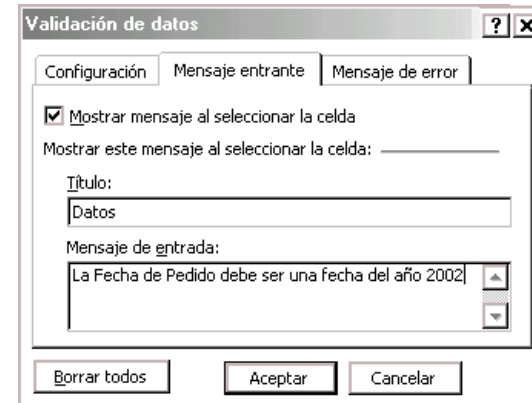 Validación de datos
Configuración Mensaje entrante Mensaje de error
Mostrar mensaje al seleccionar la celda
Mostrar este mensaje al seleccionar la celda:
Título:
Datos
Mensaje de entrada:
La Fecha de Pedido debe ser una fecha del año 2002
Borrar todos Aceptar Cancelar